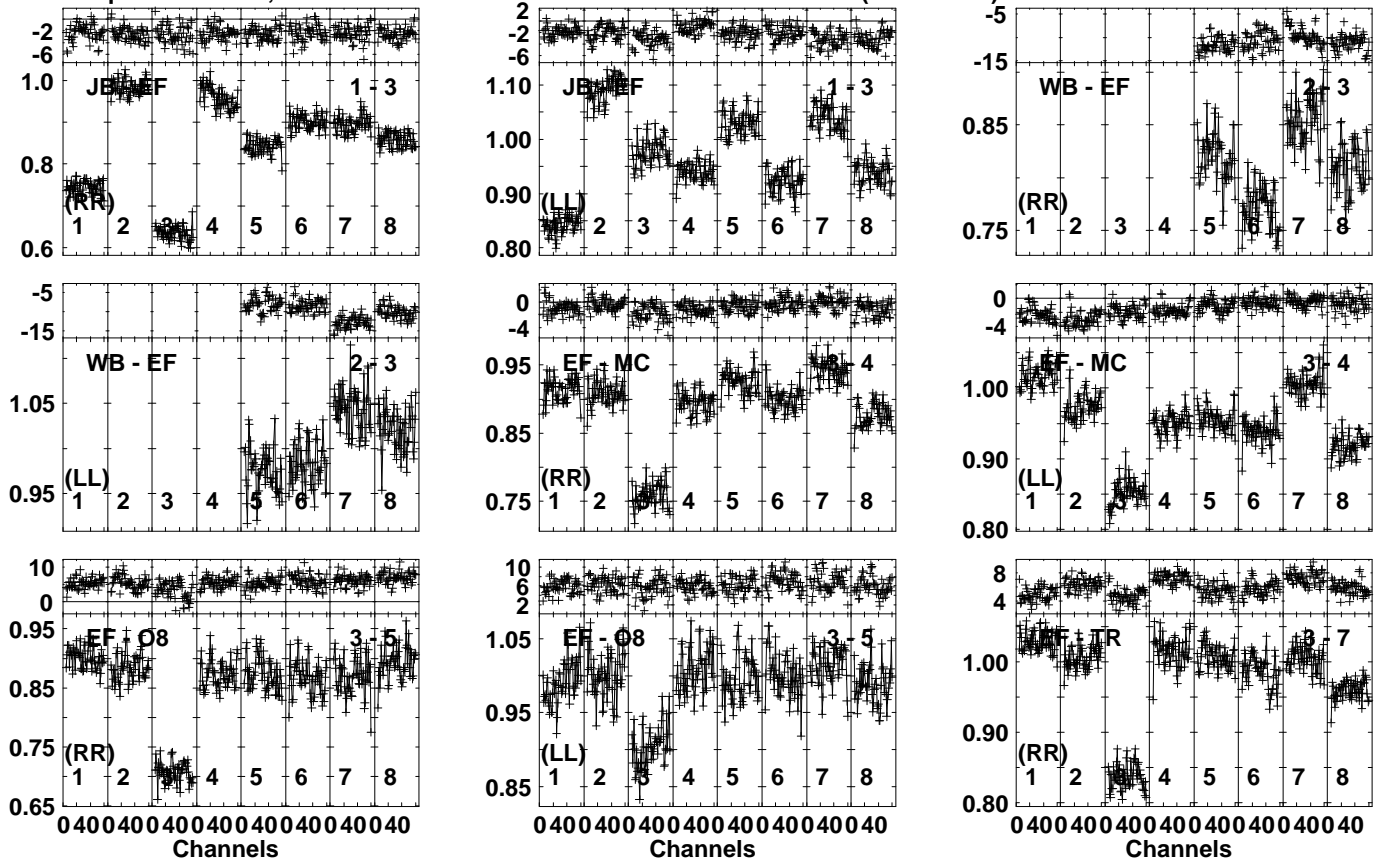 -2
-6
1.0
0.8
0.6
JB - EF 1 - 3
(RR)
1 2 3 4 5 6 7 8
2
-2
-6
1.10
1.00
0.90
0.80
JB - EF 1 - 3
(LL)
1 2 3 4 5 6 7 8
-5
-15
0.85
0.75
WB - EF 2 - 3
(RR)
1 2 3 4 5 6 7 8
-5
-15
1.05
0.95
WB - EF 2 - 3
(LL)
1 2 3 4 5 6 7 8
0
-4
0.95
0.85
0.75
EF - MC 3 - 4
(RR)
1 2 3 4 5 6 7 8
0
-4
1.00
0.90
0.80
EF - MC 3 - 4
(LL)
1 2 3 4 5 6 7 8
10
0
0.95
0.85
0.75
0.65
EF - O8 3 - 5
(RR)
1 2 3 4 5 6 7 8
0 40 0 40 0 40 0 40 0 40 0 40 0 40 0 40
Channels
10
6
2
1.05
0.95
0.85
EF - O8 3 - 5
(LL)
1 2 3 4 5 6 7 8
0 40 0 40 0 40 0 40 0 40 0 40 0 40 0 40
Channels
8
4
1.00
0.90
0.80
EF - TR 3 - 7
(RR)
1 2 3 4 5 6 7 8
0 40 0 40 0 40 0 40 0 40 0 40 0 40 0 40
Channels